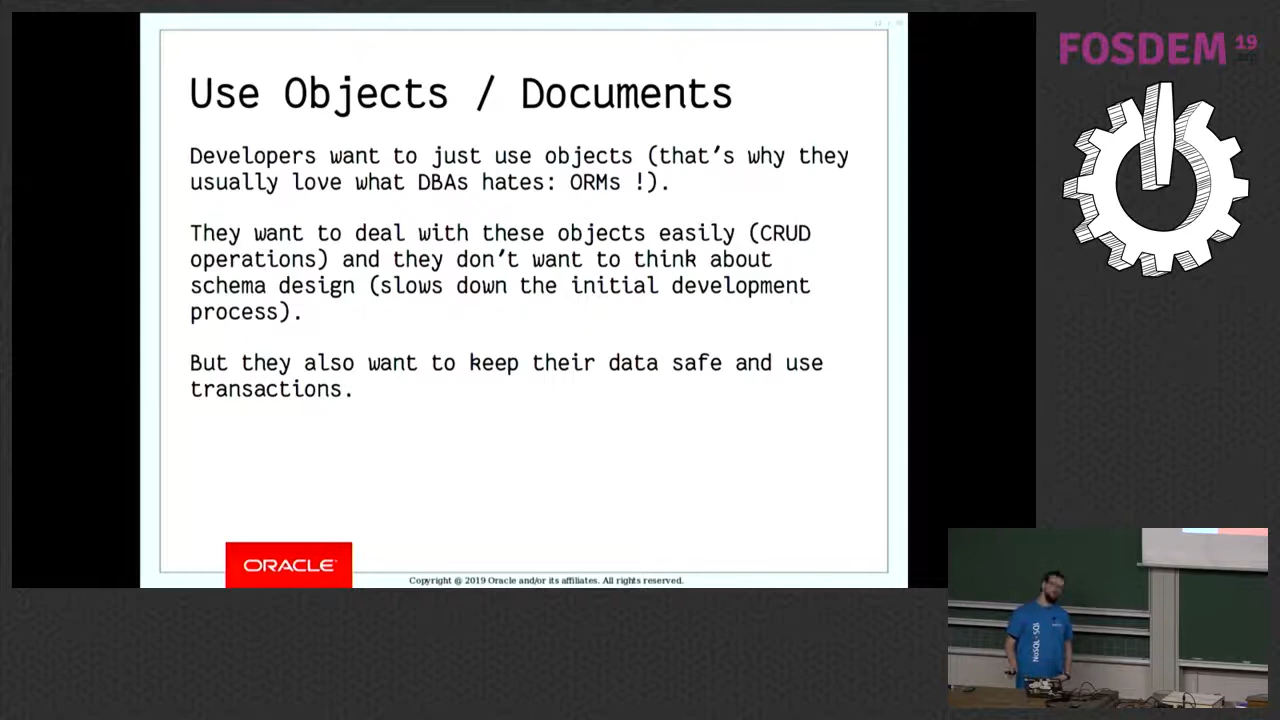 Use Objects / Documents
Developers want to just use objects (that's why they
usually love what DBAs hates: ORMs !).
They want to deal with these objects easily (CRUD
operations) and they don't want to think about
schema design (slows down the initial development
process).
But they also want to keep their data safe and use
transactions.
ORACLE
Copyright @ 2019 Oracle and/or its affiliates. All rights reserved.
FOSDEM 19
.org
NoSQL+SQL